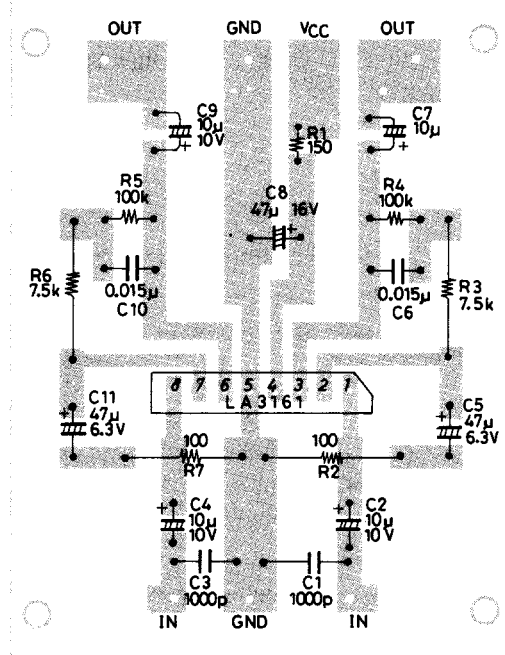 OUT GND VCC OUT
C9
10µ
10V
+
R1
150
C7
10µ
+
R5
100k
C8
47µ 16V
+
R4
100k
R6
7.5k
0.015µ
C10
0.015µ
C6
R3
7.5k
8 7 6 5 4 3 2 1
LA3161
C11
+
47µ
6.3V
C5
+
47µ
6.3V
100
R7
100
R2
C4
+
10µ
10V
C2
+
10µ
10V
C3
1000p
C1
1000p
IN GND IN